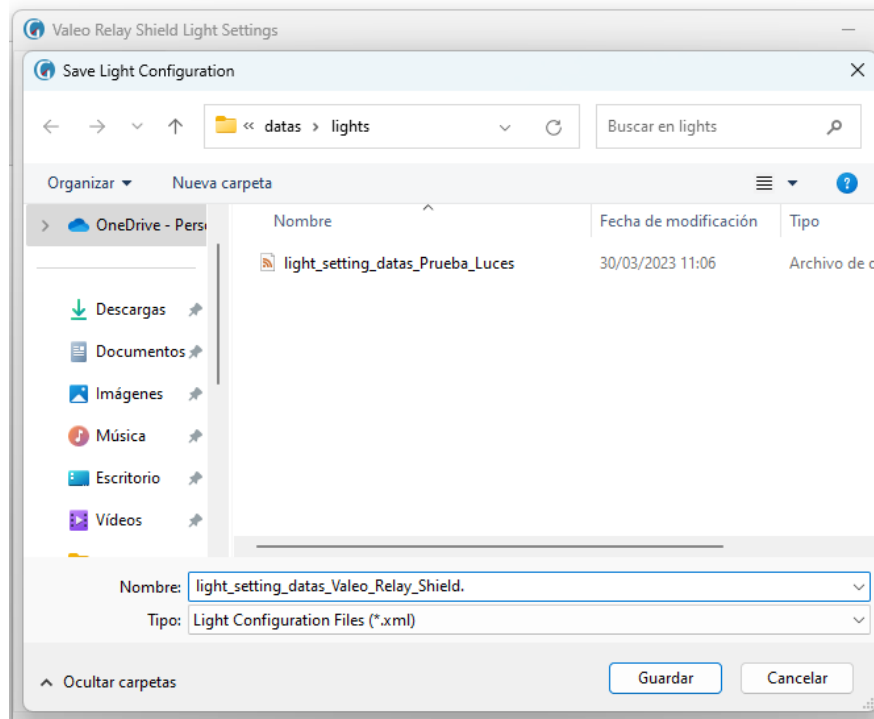 Valeo Relay Shield Light Settings
Save Light Configuration
« datas › lights
Buscar en lights
Organizar
Nueva carpeta
OneDrive - Pers
Nombre
Fecha de modificación
Tipo
light_setting_datas_Prueba_Luces
30/03/2023 11:06
Archivo de
Descargas
Documentos
Imágenes
Música
Escritorio
Vídeos
Nombre: light_setting_datas_Valeo_Relay_Shield.
Tipo: Light Configuration Files (*.xml)
Ocultar carpetas
Guardar
Cancelar